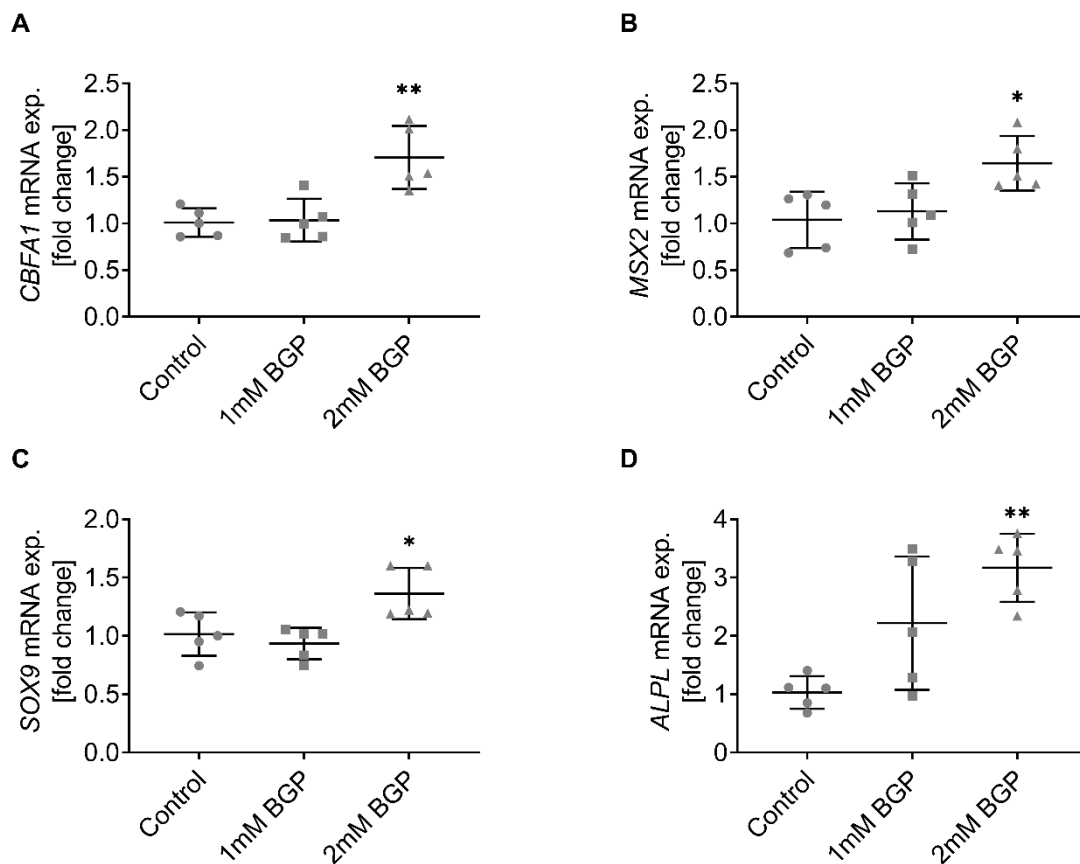 A
CBFA1 mRNA exp.
[fold change]
2.5
2.0
1.5
1.0
0.5
0.0
**
Control
1mM BGP
2mM BGP
B
MSX2 mRNA exp.
[fold change]
2.5
2.0
1.5
1.0
0.5
0.0
*
Control
1mM BGP
2mM BGP
C
SOX9 mRNA exp.
[fold change]
2.0
1.5
1.0
0.5
0.0
*
Control
1mM BGP
2mM BGP
D
ALPL mRNA exp.
[fold change]
4
3
2
1
0
**
Control
1mM BGP
2mM BGP